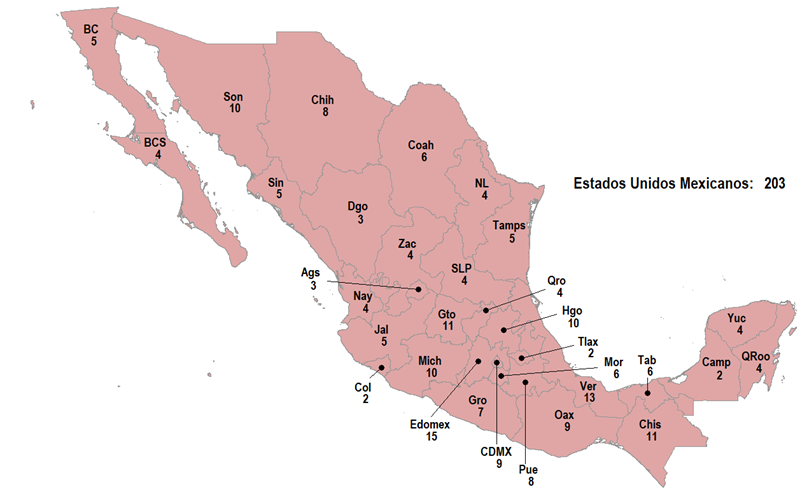 BC
5
Son
10
Chih
8
BCS
4
Coah
6
Sin
5
NL
4
Estados Unidos Mexicanos: 203
Dgo
3
Tamps
5
Zac
4
SLP
4
Ags
3
Qro
4
Nay
4
Gto
11
Hgo
10
Yuc
4
Jal
5
Tlax
2
Mich
10
Mor
6
Tab
6
Camp
2
QRoo
4
Col
2
Ver
13
Gro
7
Edomex
15
Oax
9
Chis
11
CDMX
9
Pue
8